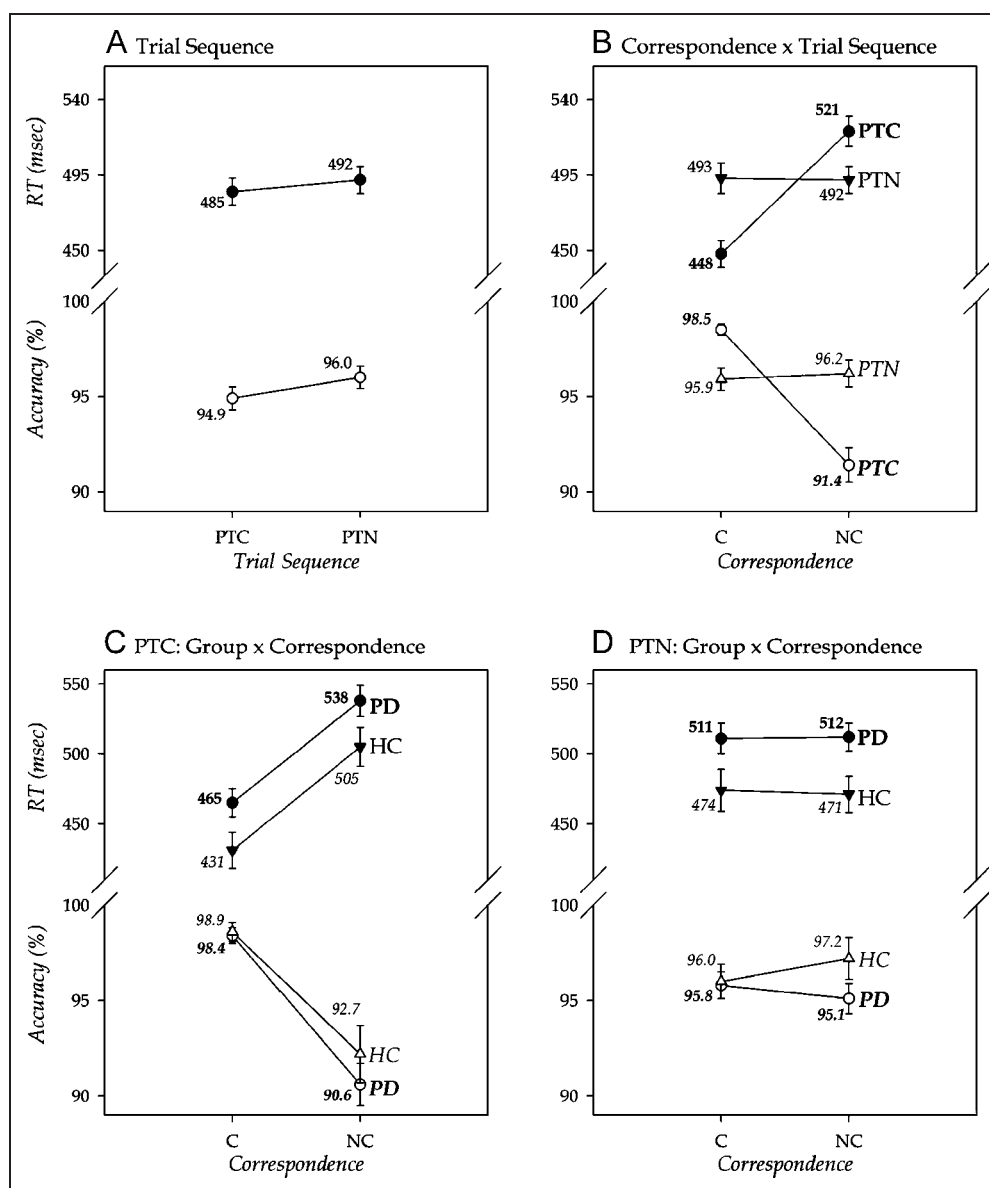 A Trial Sequence
540
495
450
100
95
90
RT (msec)
Accuracy (%)
485
492
94.9
96.0
PTC
PTN
Trial Sequence
B Correspondence x Trial Sequence
540
495
450
100
95
90
521
PTC
493
PTN
492
448
98.5
96.2
PTN
95.9
PTC
91.4
C
NC
Correspondence
C PTC: Group x Correspondence
550
500
450
100
95
90
RT (msec)
Accuracy (%)
538
PD
HC
505
465
431
98.9
98.4
92.7
HC
PD
90.6
C
NC
Correspondence
D PTN: Group x Correspondence
550
500
450
100
95
90
511
512
PD
HC
474
471
97.2
96.0
HC
95.8
PD
95.1
C
NC
Correspondence